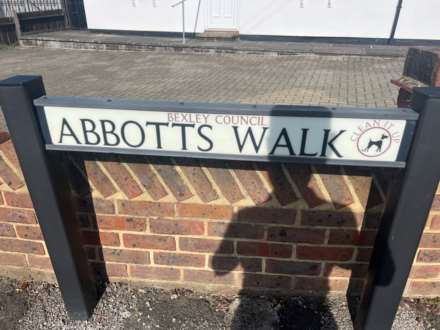 BEXLEY COUNCIL
ABBOTTS WALK
CLEAN IT UP